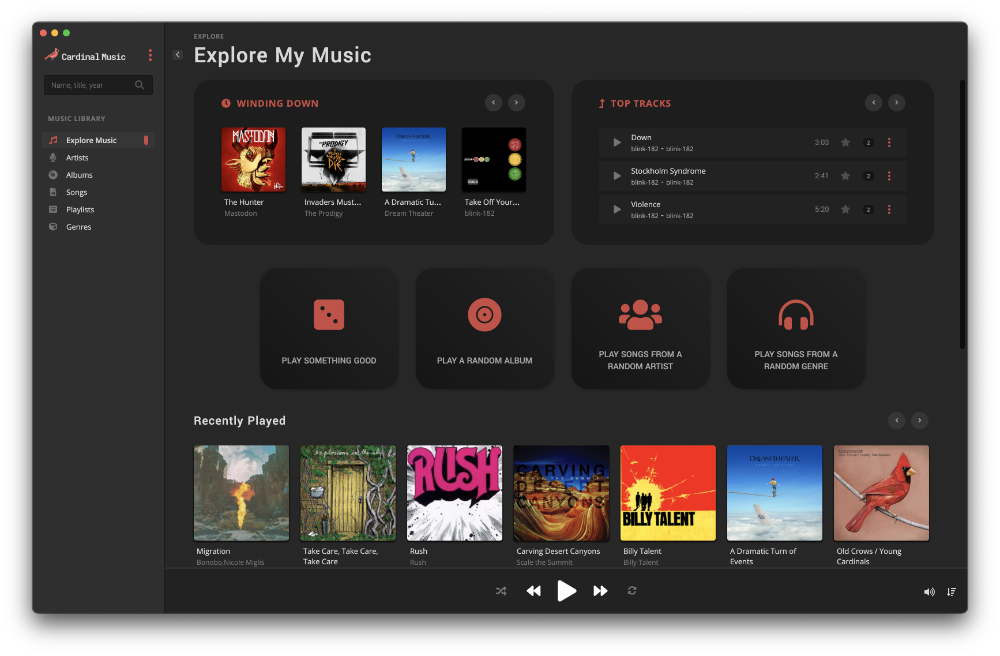 EXPLORE
Cardinal Music
Explore My Music
Name, title, year
MUSIC LIBRARY
Explore Music
Artists
Albums
Songs
Playlists
Genres
WINDING DOWN
MASTODON
PRODIGY
DREAM THEATER
The Hunter
Mastodon
Invaders Must...
The Prodigy
A Dramatic Tu...
Dream Theater
Take Off Your...
blink-182
TOP TRACKS
Down
blink-182 - blink-182
3:03
2
Stockholm Syndrome
blink-182 - blink-182
2:41
2
Violence
blink-182 - blink-182
5:20
2
PLAY SOMETHING GOOD
PLAY A RANDOM ALBUM
PLAY SONGS FROM A
RANDOM ARTIST
PLAY SONGS FROM A
RANDOM GENRE
Recently Played
RUSH
CARVING
DESERT
CANYONS
BILLY TALENT
DREAM THEATER
Migration
Bonobo,Nicole Miglis
Take Care, Take Care,
Take Care
Rush
Rush
Carving Desert Canyons
Scale the Summit
Billy Talent
Billy Talent
A Dramatic Turn of
Events
Old Crows / Young
Cardinals